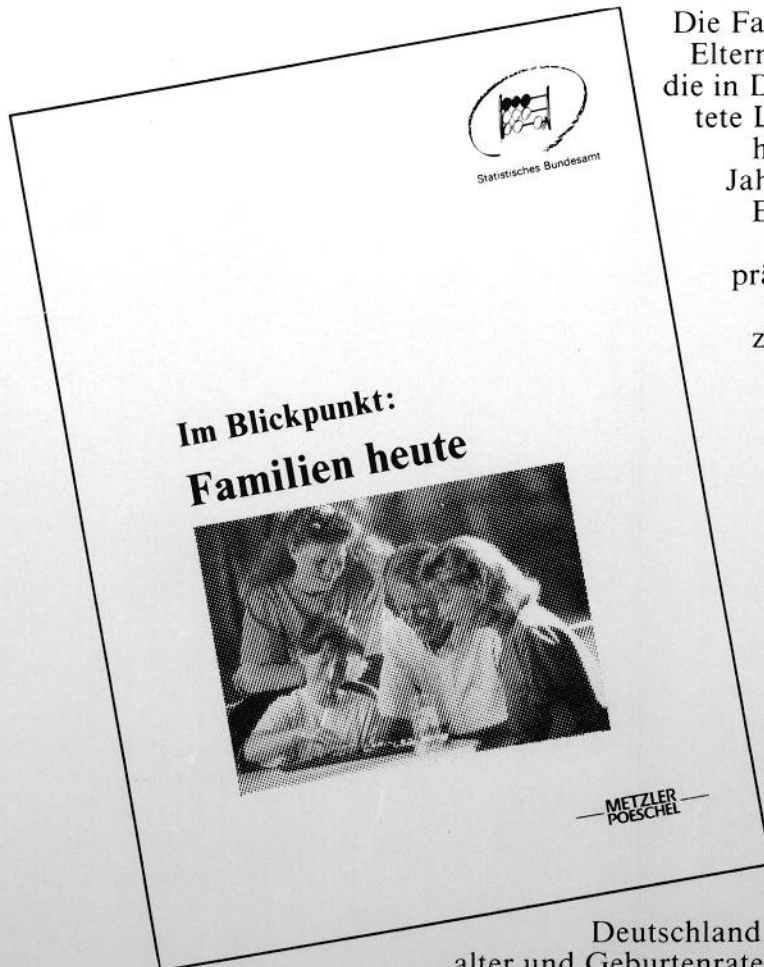 Statistisches Bundesamt
Im Blickpunkt:
Familien heute
METZLER
POESCHEL
Die Fa
Eltern
die in D
tete L
h
Jah
E
prä
z
Deutschland
alter und Geburtenrate